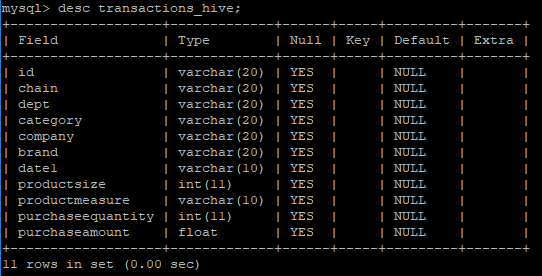 mysql> desc transactions_hive;
+------------------+-------------+------+-----+---------+-------+
| Field            | Type        | Null | Key | Default | Extra |
+------------------+-------------+------+-----+---------+-------+
| id               | varchar(20) | YES  |     | NULL    |       |
| chain            | varchar(20) | YES  |     | NULL    |       |
| dept             | varchar(20) | YES  |     | NULL    |       |
| category         | varchar(20) | YES  |     | NULL    |       |
| company          | varchar(20) | YES  |     | NULL    |       |
| brand            | varchar(20) | YES  |     | NULL    |       |
| date1            | varchar(10) | YES  |     | NULL    |       |
| productsize      | int(11)     | YES  |     | NULL    |       |
| productmeasure   | varchar(10) | YES  |     | NULL    |       |
| purchaseequantity | int(11)     | YES  |     | NULL    |       |
| purchaseamount   | float       | YES  |     | NULL    |       |
+------------------+-------------+------+-----+---------+-------+
11 rows in set (0.00 sec)